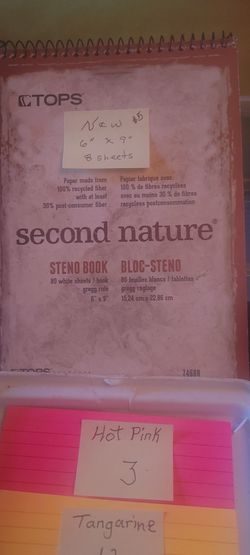 TOPS
New $5
6" x 9"
8 sheets
Paper made from
100% recycled fiber
with at least
30% post-consumer fiber
Papier fabriqué avec
100 % de fibres recyclées
avec au moins 30 % de fibres
recyclées postconsommation
second nature®
STENO BOOK
80 white sheets / book
gregg rule
6" x 9"
BLOC-STENO
80 feuilles blancs / tablettes
gregg réglage
15,24 cm x 22,86 cm
TOPS
74688
Hot Pink
3
Tangarine